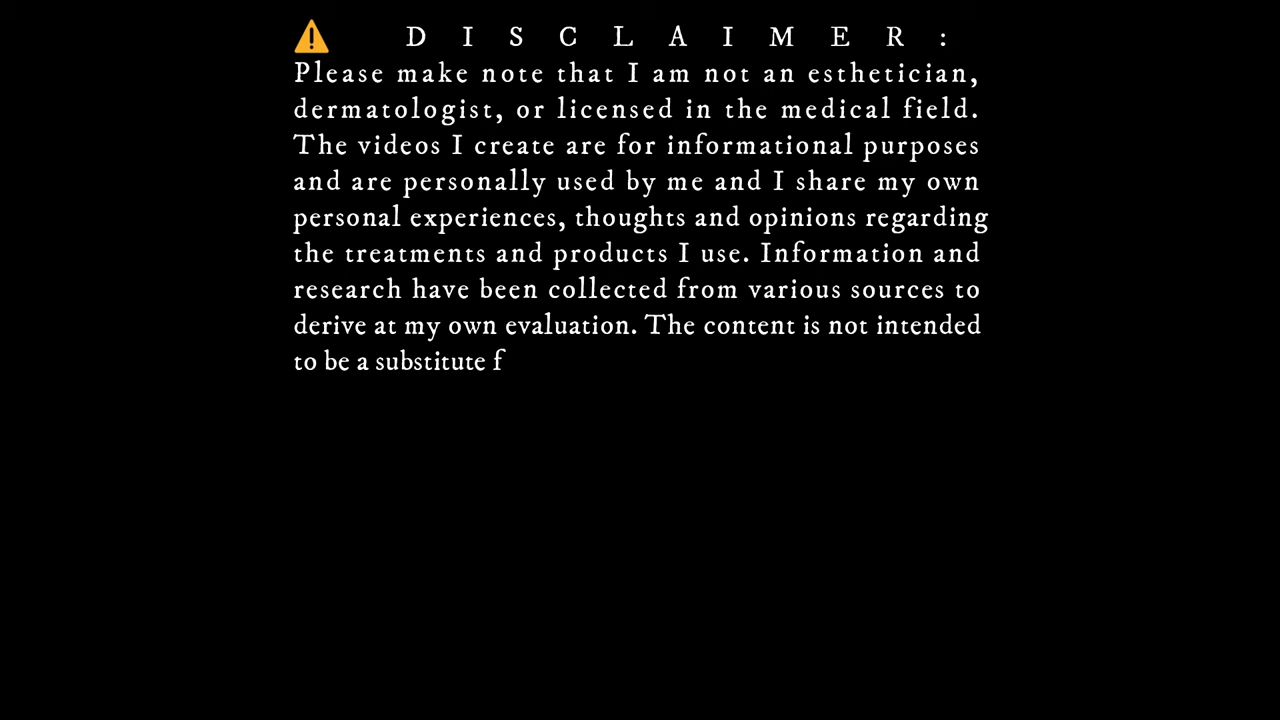 ⚠️ D I S C L A I M E R :
Please make note that I am not an esthetician,
dermatologist, or licensed in the medical field.
The videos I create are for informational purposes
and are personally used by me and I share my own
personal experiences, thoughts and opinions regarding
the treatments and products I use. Information and
research have been collected from various sources to
derive at my own evaluation. The content is not intended
to be a substitute f